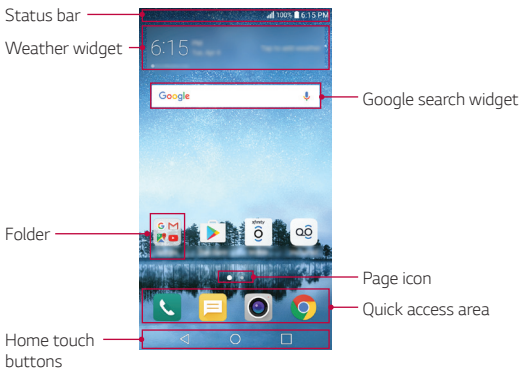 Status bar
100% 6:15 PM
Weather widget
6:15
Google
Google search widget
G M
xfinity
Folder
Page icon
Quick access area
Home touch
buttons